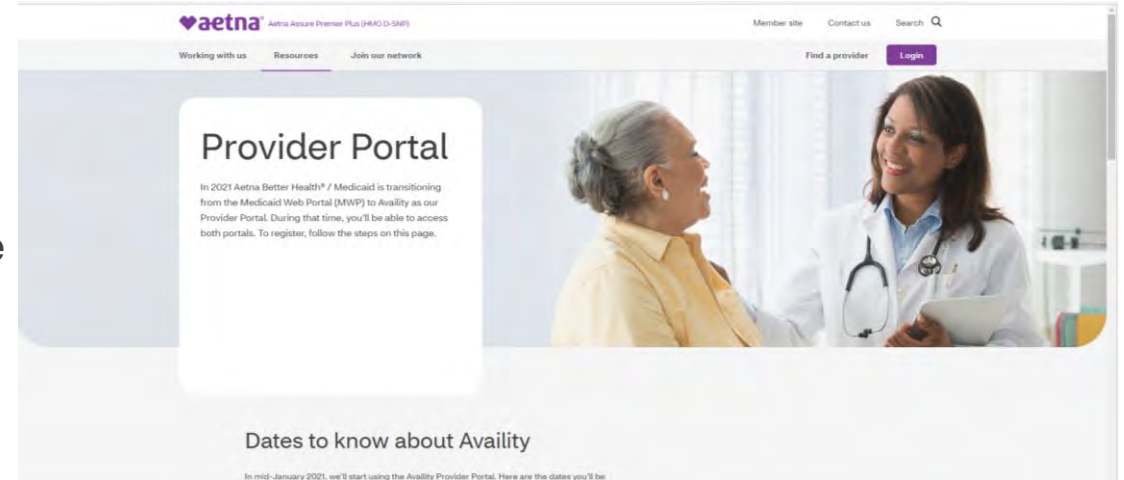 aetna® Aetna Assure Premier Plus (HMO D-SNP)
Member site Contact us Search
Working with us Resources Join our network
Find a provider Login
Provider Portal
In 2021 Aetna Better Health® / Medicaid is transitioning
from the Medicaid Web Portal (MWP) to Availity as our
Provider Portal. During that time, you'll be able to access
both portals. To register, follow the steps on this page.
e
Dates to know about Availity
In mid-January 2021, we'll start using the Availity Provider Portal. Here are the dates you'll be